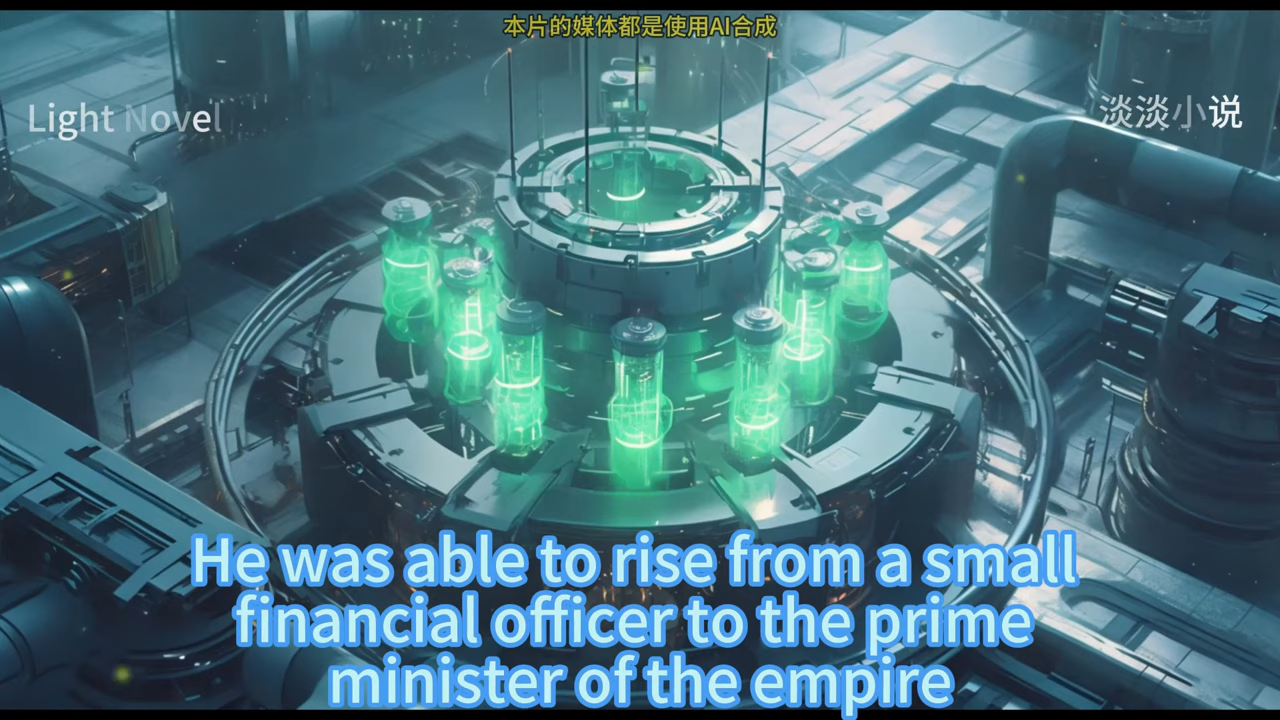 本片的媒体都是使用AI合成
Light Novel
淡淡小说
He was able to rise from a small
financial officer to the prime
minister of the empire